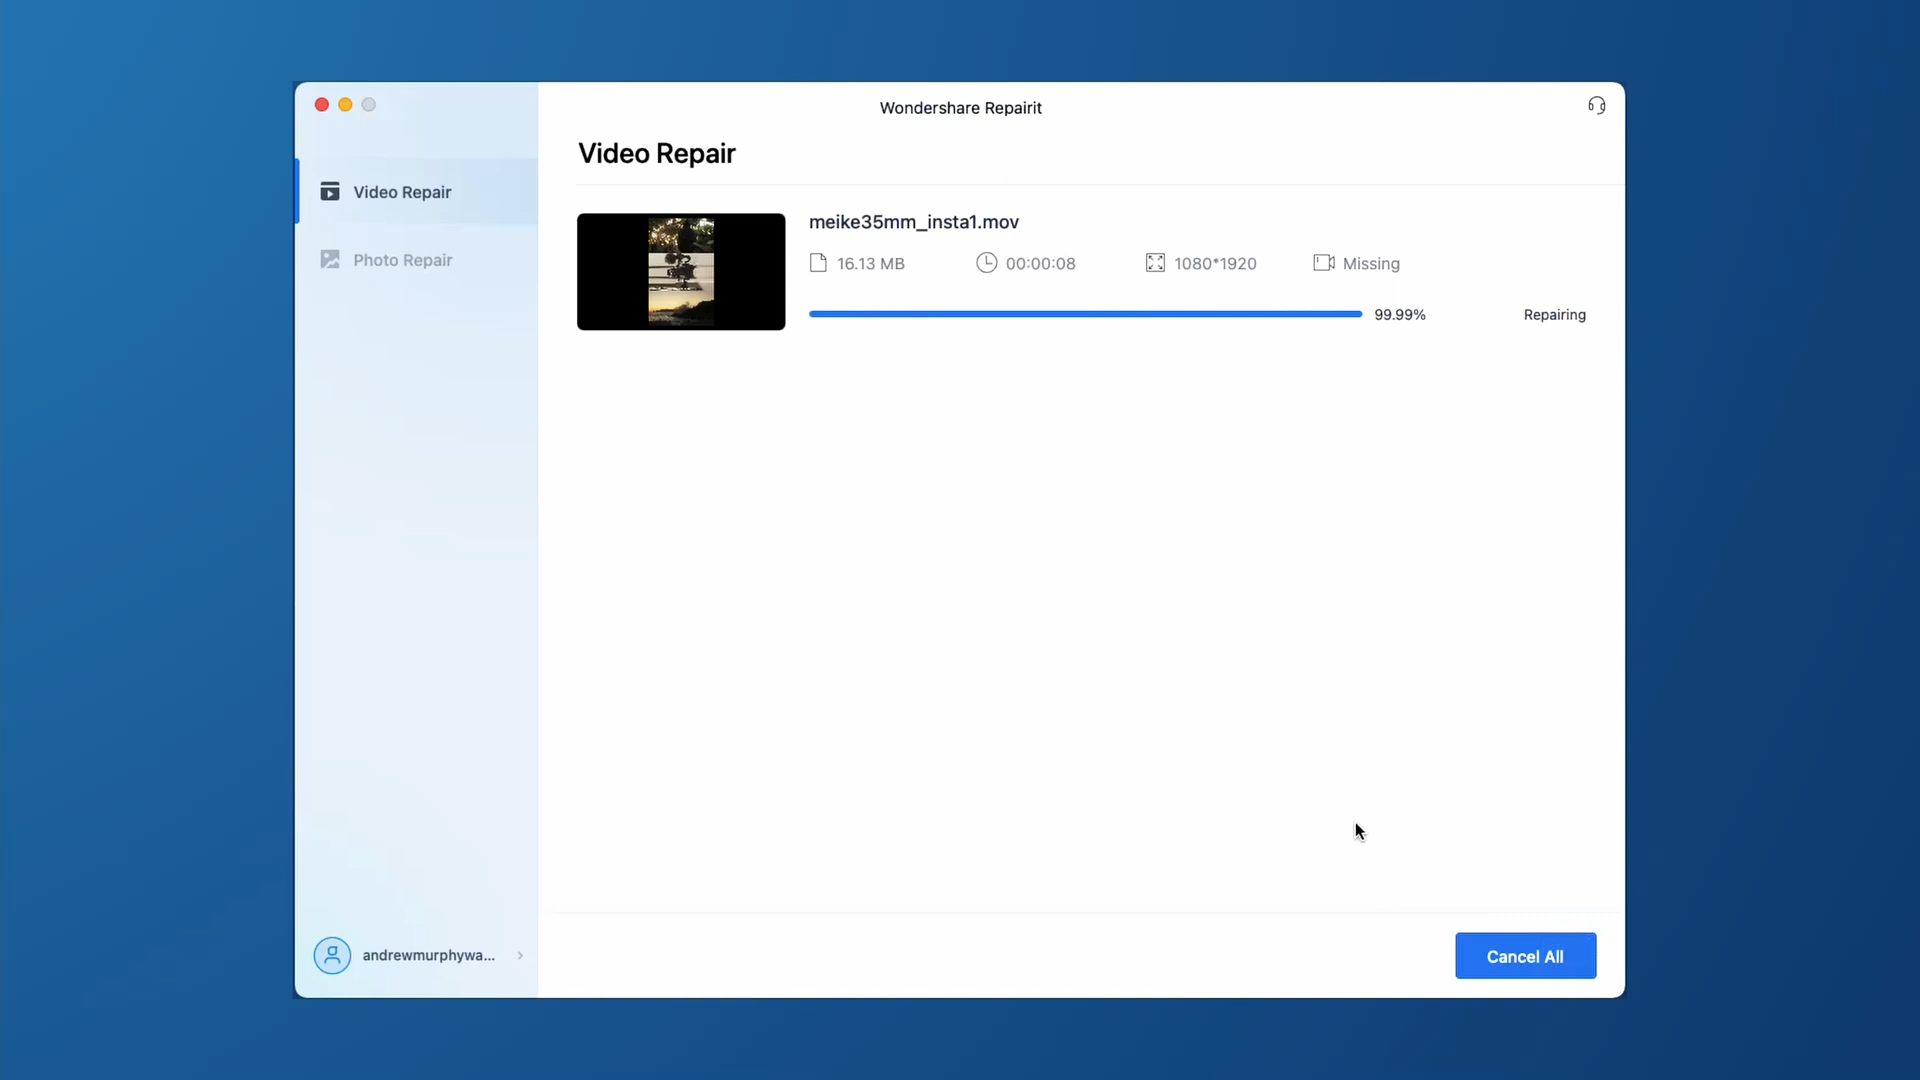 Wondershare Repairit
Video Repair
Video Repair
Photo Repair
meike35mm_insta1.mov
16.13 MB 00:00:08 1080*1920 Missing
99.99% Repairing
andrewmurphywa...
Cancel All